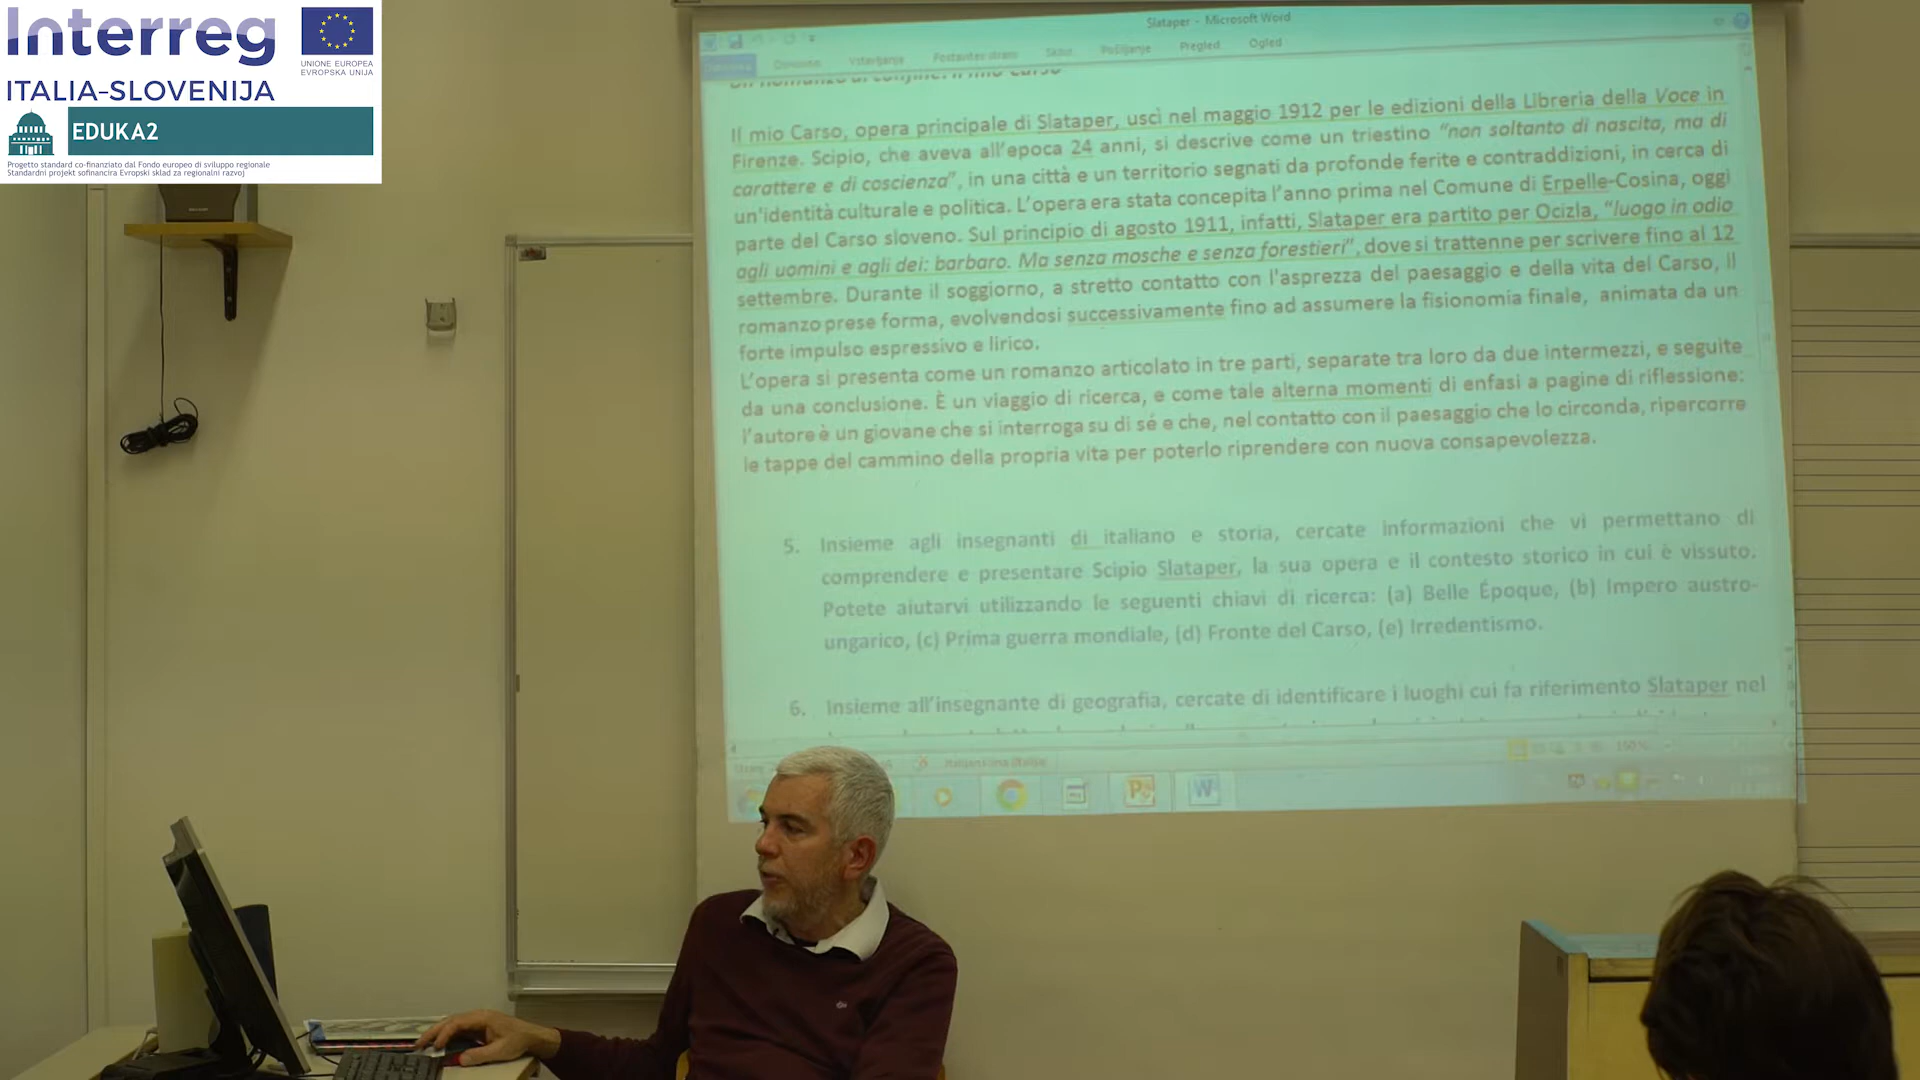 Interreg
UNIONE EUROPEA
EVROPSKA UNIJA
ITALIA-SLOVENIJA
EDUKA2
Progetto standard co-finanziato dal Fondo europeo di sviluppo regionale
Standardni projekt sofinancira Evropski sklad za regionalni razvoj
Slataper - Microsoft Word
Osnovno Vstavljanje Postavitev strani Sklici Pošiljanje Pregled Ogled
Il mio Carso, opera principale di Slataper, uscì nel maggio 1912 per le edizioni della Libreria della Voce in
Firenze. Scipio, che aveva all'epoca 24 anni, si descrive come un triestino "non soltanto di nascita, ma di
carattere e di coscienza", in una città e un territorio segnati da profonde ferite e contraddizioni, in cerca di
un'identità culturale e politica. L'opera era stata concepita l'anno prima nel Comune di Erpelle-Cosina, oggi
parte del Carso sloveno. Sul principio di agosto 1911, infatti, Slataper era partito per Ocizla, "luogo in odio
agli uomini e agli dei: barbaro. Ma senza mosche e senza forestieri", dove si trattenne per scrivere fino al 12
settembre. Durante il soggiorno, a stretto contatto con l'asprezza del paesaggio e della vita del Carso, il
romanzo prese forma, evolvendosi successivamente fino ad assumere la fisionomia finale, animata da un
forte impulso espressivo e lirico.
L'opera si presenta come un romanzo articolato in tre parti, separate tra loro da due intermezzi, e seguite
da una conclusione. È un viaggio di ricerca, e come tale alterna momenti di enfasi a pagine di riflessione:
l'autore è un giovane che si interroga su di sé e che, nel contatto con il paesaggio che lo circonda, ripercorre
le tappe del cammino della propria vita per poterlo riprendere con nuova consapevolezza.
5. Insieme agli insegnanti di italiano e storia, cercate informazioni che vi permettano di
comprendere e presentare Scipio Slataper, la sua opera e il contesto storico in cui è vissuto.
Potete aiutarvi utilizzando le seguenti chiavi di ricerca: (a) Belle Époque, (b) Impero austro-
ungarico, (c) Prima guerra mondiale, (d) Fronte del Carso, (e) Irredentismo.
6. Insieme all'insegnante di geografia, cercate di identificare i luoghi cui fa riferimento Slataper nel
150 %